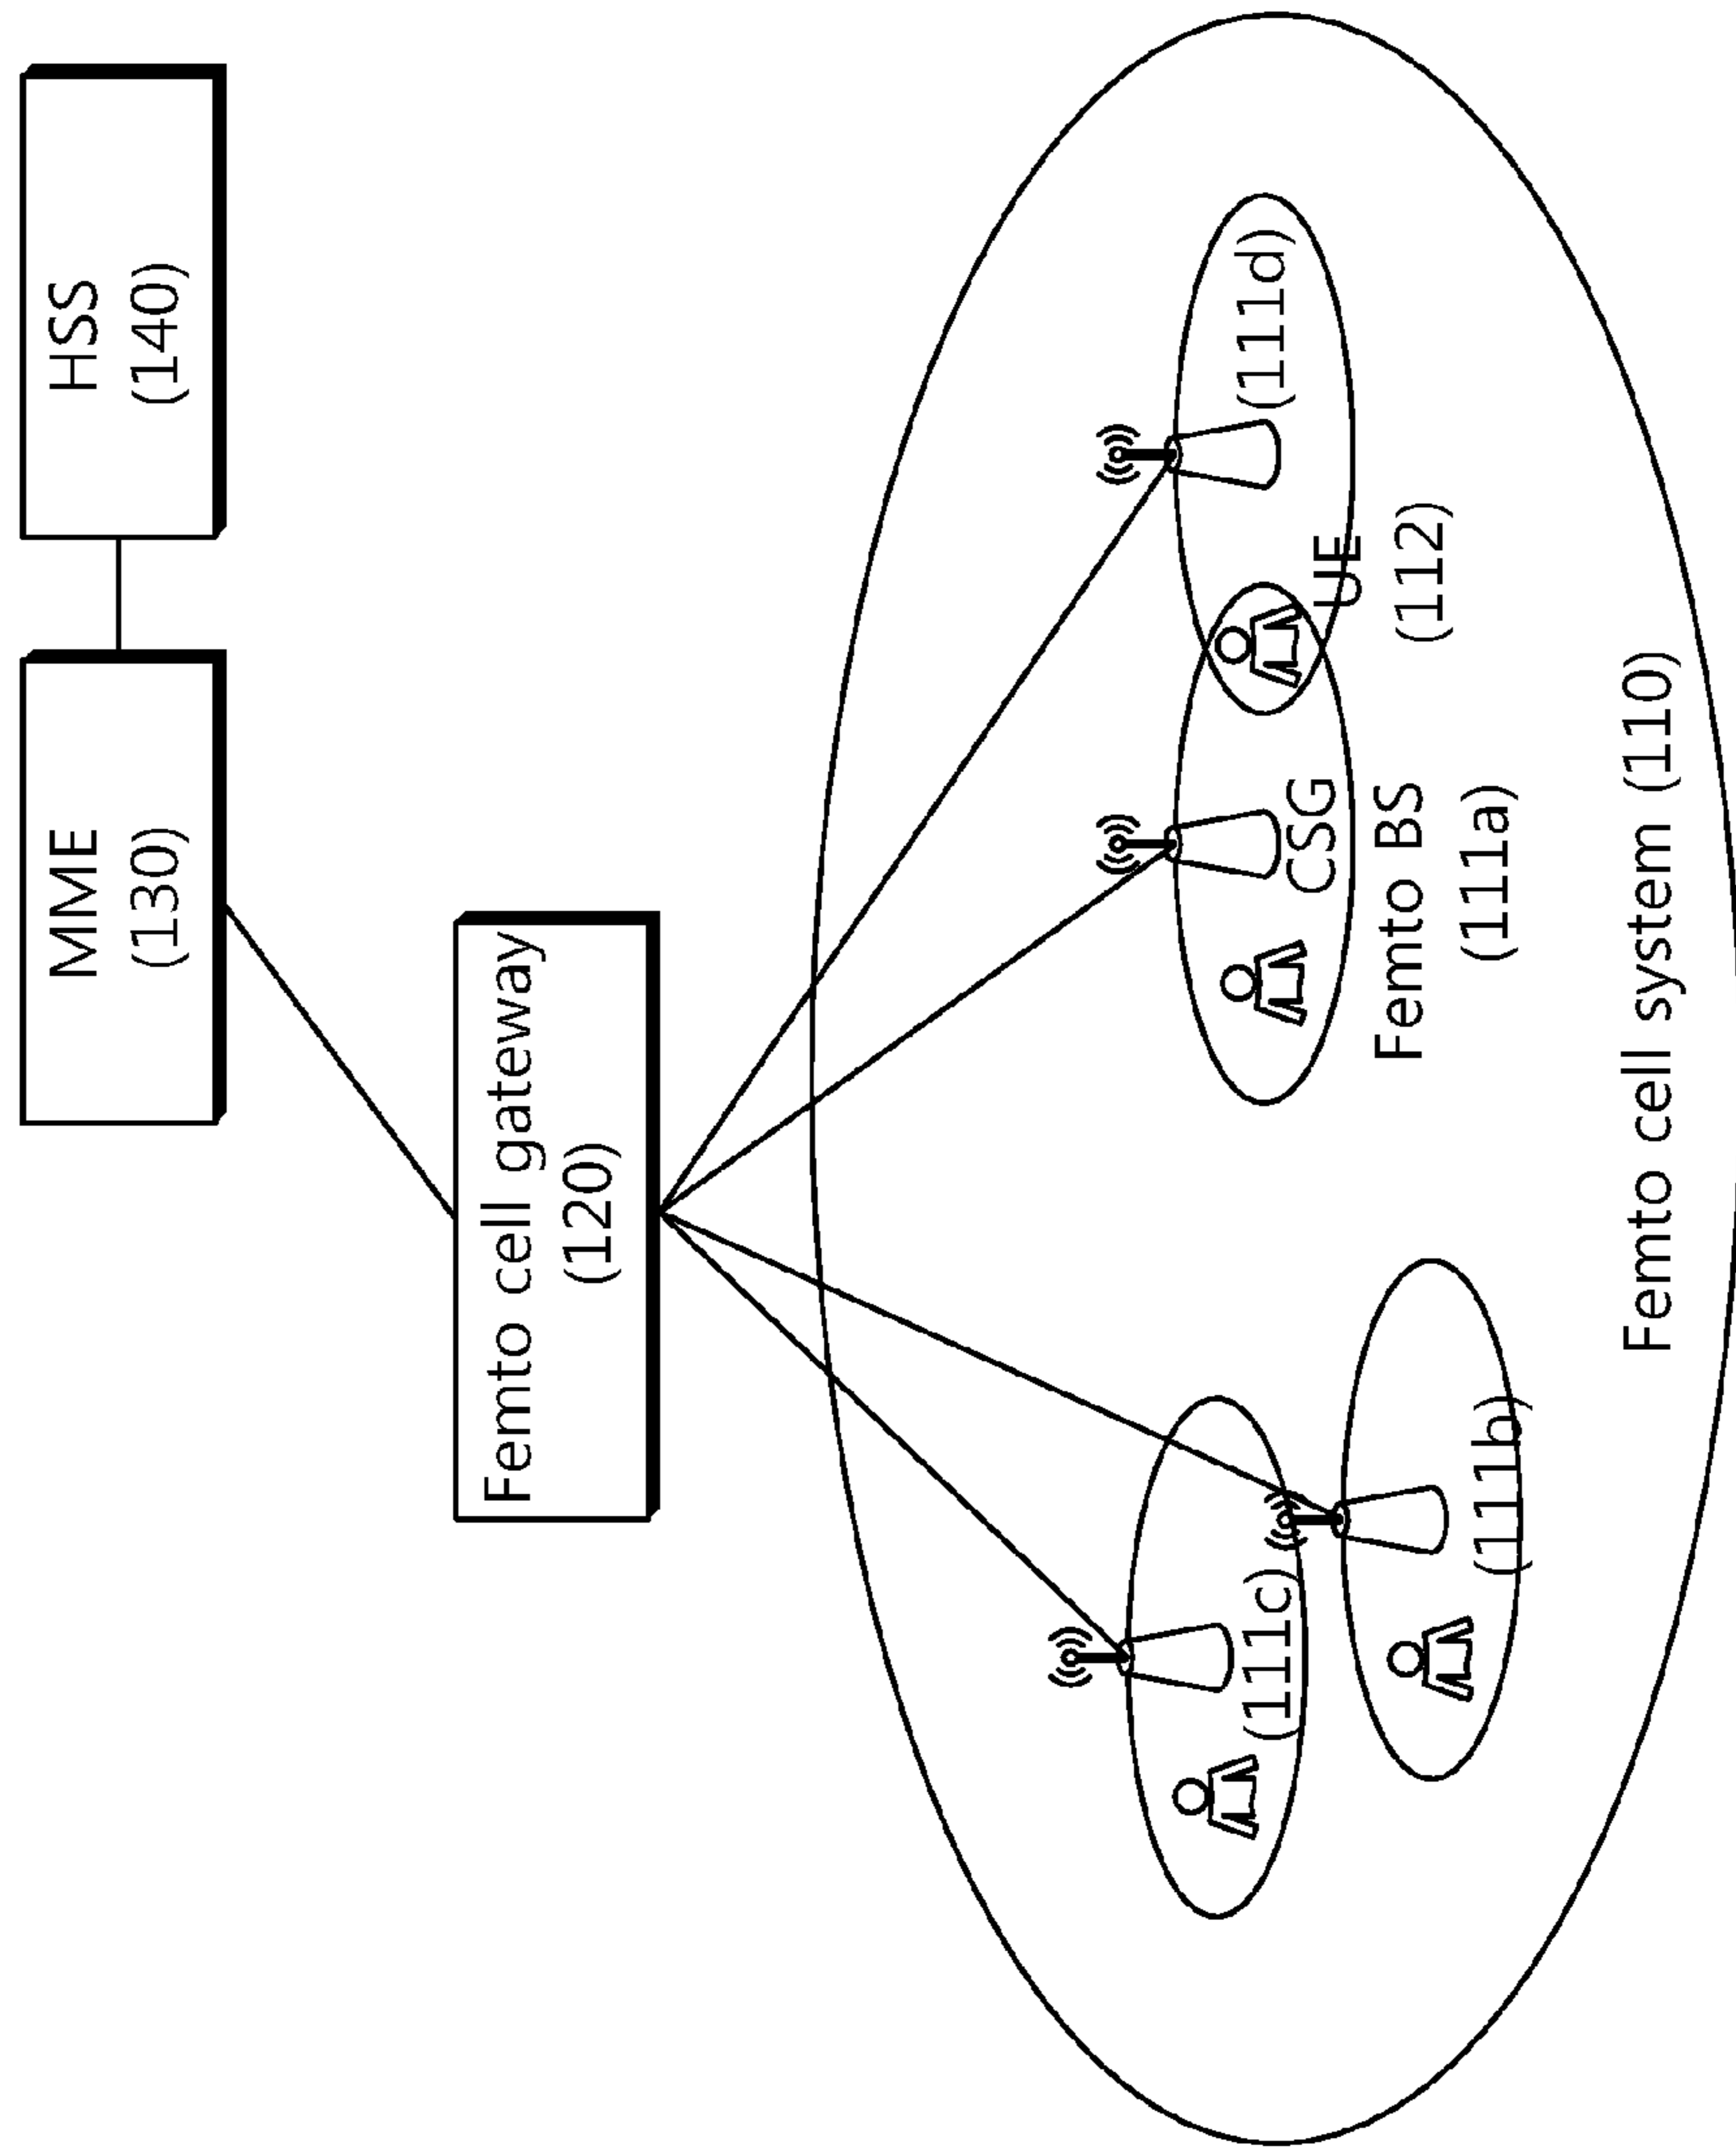 MME
(130)
HSS
(140)
Femto cell gateway
(120)
(111c)
(111b)
CSG
Femto BS
(111a)
UE
(112)
(111d)
Femto cell system (110)